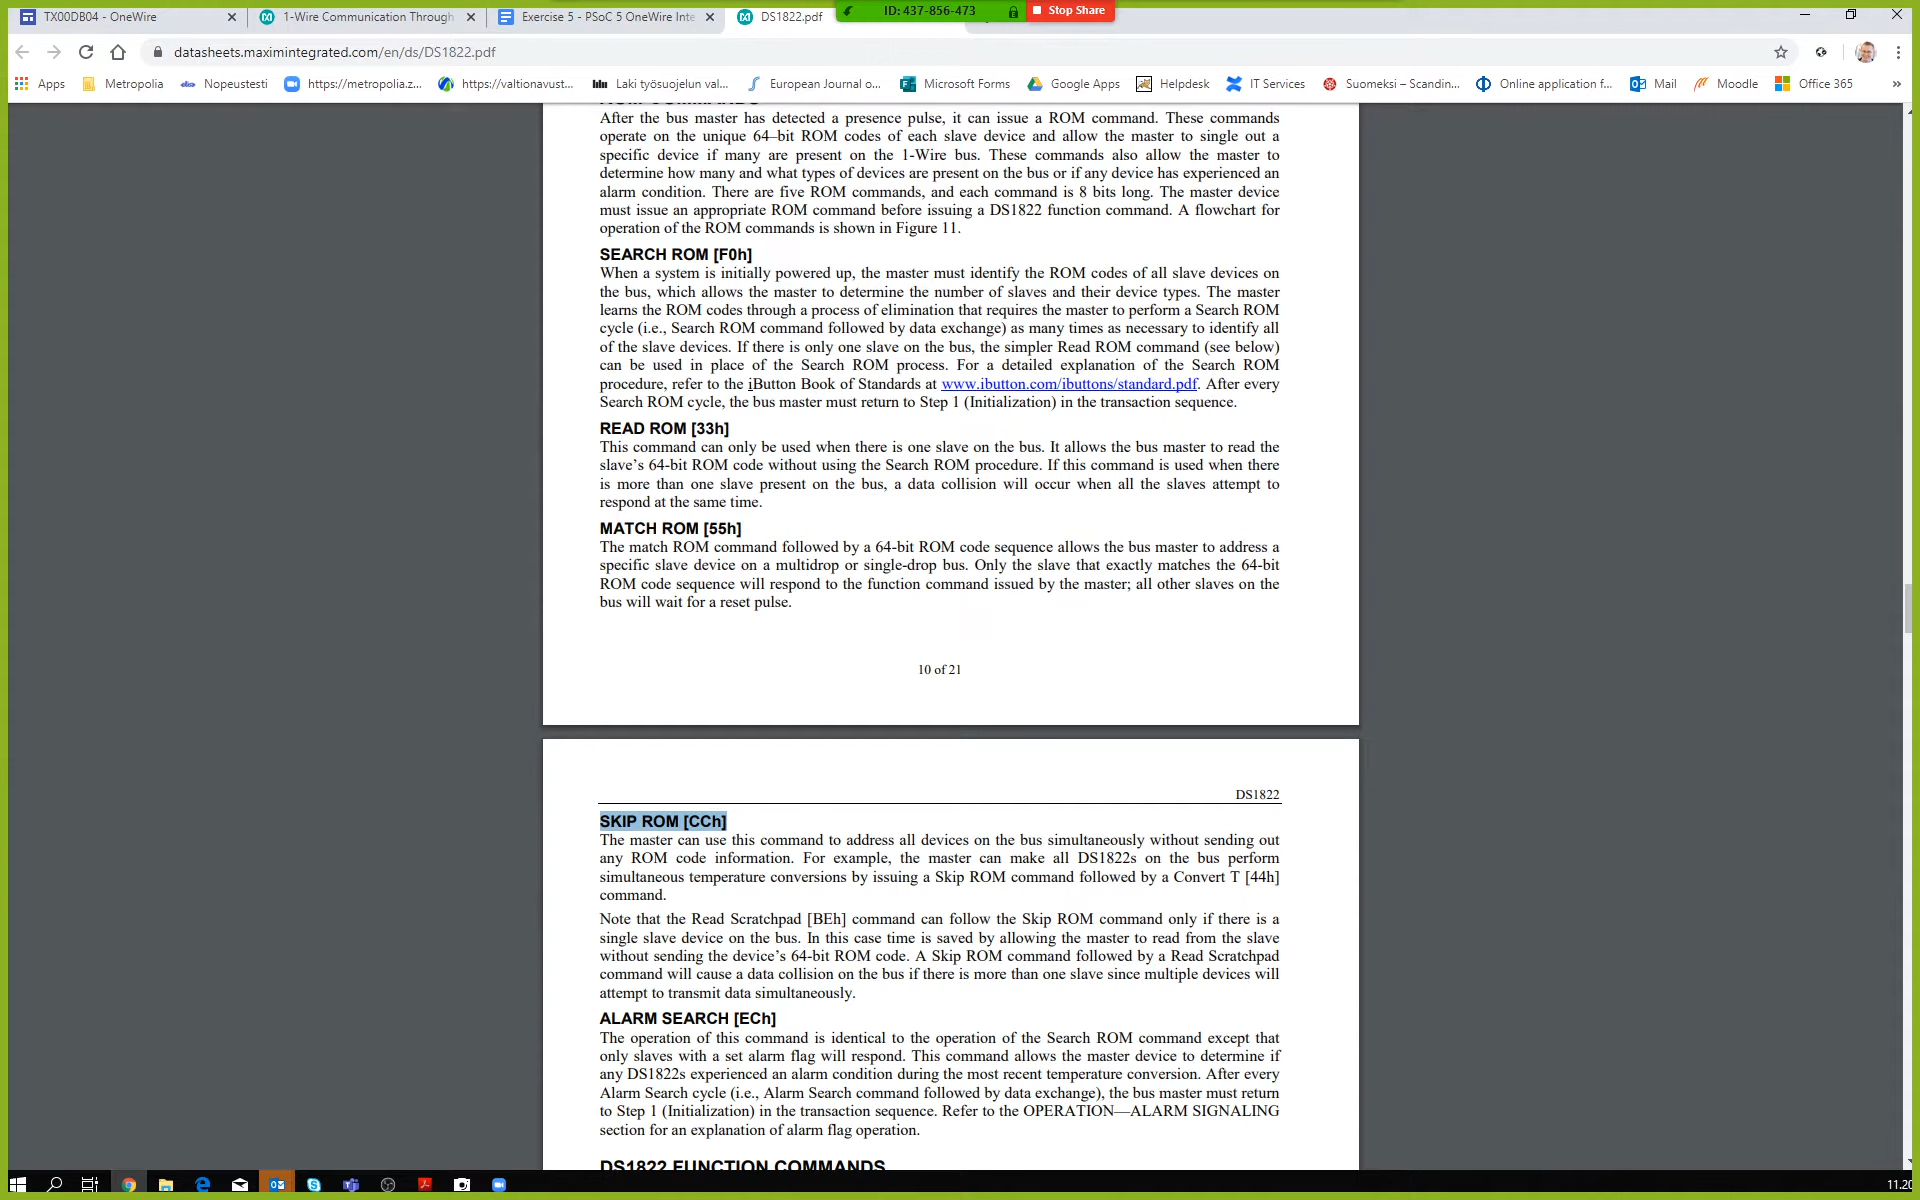 TX00DB04 - OneWire
1-Wire Communication Through
Exercise 5 - PSoC 5 OneWire Inte
DS1822.pdf
ID: 437-856-473
Stop Share
datasheets.maximintegrated.com/en/ds/DS1822.pdf
Apps
Metropolia
Nopeustesti
https://metropolia.z...
https://valtionavust...
Laki työsuojelun val...
European Journal o...
Microsoft Forms
Google Apps
Helpdesk
IT Services
Suomeksi – Scandin...
Online application f...
Mail
Moodle
Office 365
After the bus master has detected a presence pulse, it can issue a ROM command. These commands
operate on the unique 64–bit ROM codes of each slave device and allow the master to single out a
specific device if many are present on the 1-Wire bus. These commands also allow the master to
determine how many and what types of devices are present on the bus or if any device has experienced an
alarm condition. There are five ROM commands, and each command is 8 bits long. The master device
must issue an appropriate ROM command before issuing a DS1822 function command. A flowchart for
operation of the ROM commands is shown in Figure 11.
SEARCH ROM [F0h]
When a system is initially powered up, the master must identify the ROM codes of all slave devices on
the bus, which allows the master to determine the number of slaves and their device types. The master
learns the ROM codes through a process of elimination that requires the master to perform a Search ROM
cycle (i.e., Search ROM command followed by data exchange) as many times as necessary to identify all
of the slave devices. If there is only one slave on the bus, the simpler Read ROM command (see below)
can be used in place of the Search ROM process. For a detailed explanation of the Search ROM
procedure, refer to the iButton Book of Standards at www.ibutton.com/ibuttons/standard.pdf. After every
Search ROM cycle, the bus master must return to Step 1 (Initialization) in the transaction sequence.
READ ROM [33h]
This command can only be used when there is one slave on the bus. It allows the bus master to read the
slave's 64-bit ROM code without using the Search ROM procedure. If this command is used when there
is more than one slave present on the bus, a data collision will occur when all the slaves attempt to
respond at the same time.
MATCH ROM [55h]
The match ROM command followed by a 64-bit ROM code sequence allows the bus master to address a
specific slave device on a multidrop or single-drop bus. Only the slave that exactly matches the 64-bit
ROM code sequence will respond to the function command issued by the master; all other slaves on the
bus will wait for a reset pulse.
10 of 21
DS1822
SKIP ROM [CCh]
The master can use this command to address all devices on the bus simultaneously without sending out
any ROM code information. For example, the master can make all DS1822s on the bus perform
simultaneous temperature conversions by issuing a Skip ROM command followed by a Convert T [44h]
command.
Note that the Read Scratchpad [BEh] command can follow the Skip ROM command only if there is a
single slave device on the bus. In this case time is saved by allowing the master to read from the slave
without sending the device's 64-bit ROM code. A Skip ROM command followed by a Read Scratchpad
command will cause a data collision on the bus if there is more than one slave since multiple devices will
attempt to transmit data simultaneously.
ALARM SEARCH [ECh]
The operation of this command is identical to the operation of the Search ROM command except that
only slaves with a set alarm flag will respond. This command allows the master device to determine if
any DS1822s experienced an alarm condition during the most recent temperature conversion. After every
Alarm Search cycle (i.e., Alarm Search command followed by data exchange), the bus master must return
to Step 1 (Initialization) in the transaction sequence. Refer to the OPERATION—ALARM SIGNALING
section for an explanation of alarm flag operation.
DS1822 FUNCTION COMMANDS
11.20